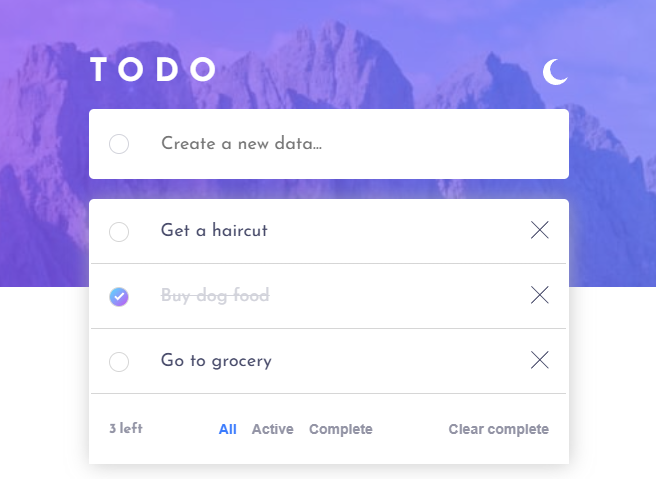 TODO
Create a new data...
Get a haircut
Buy dog food
Go to grocery
3 left All Active Complete Clear complete